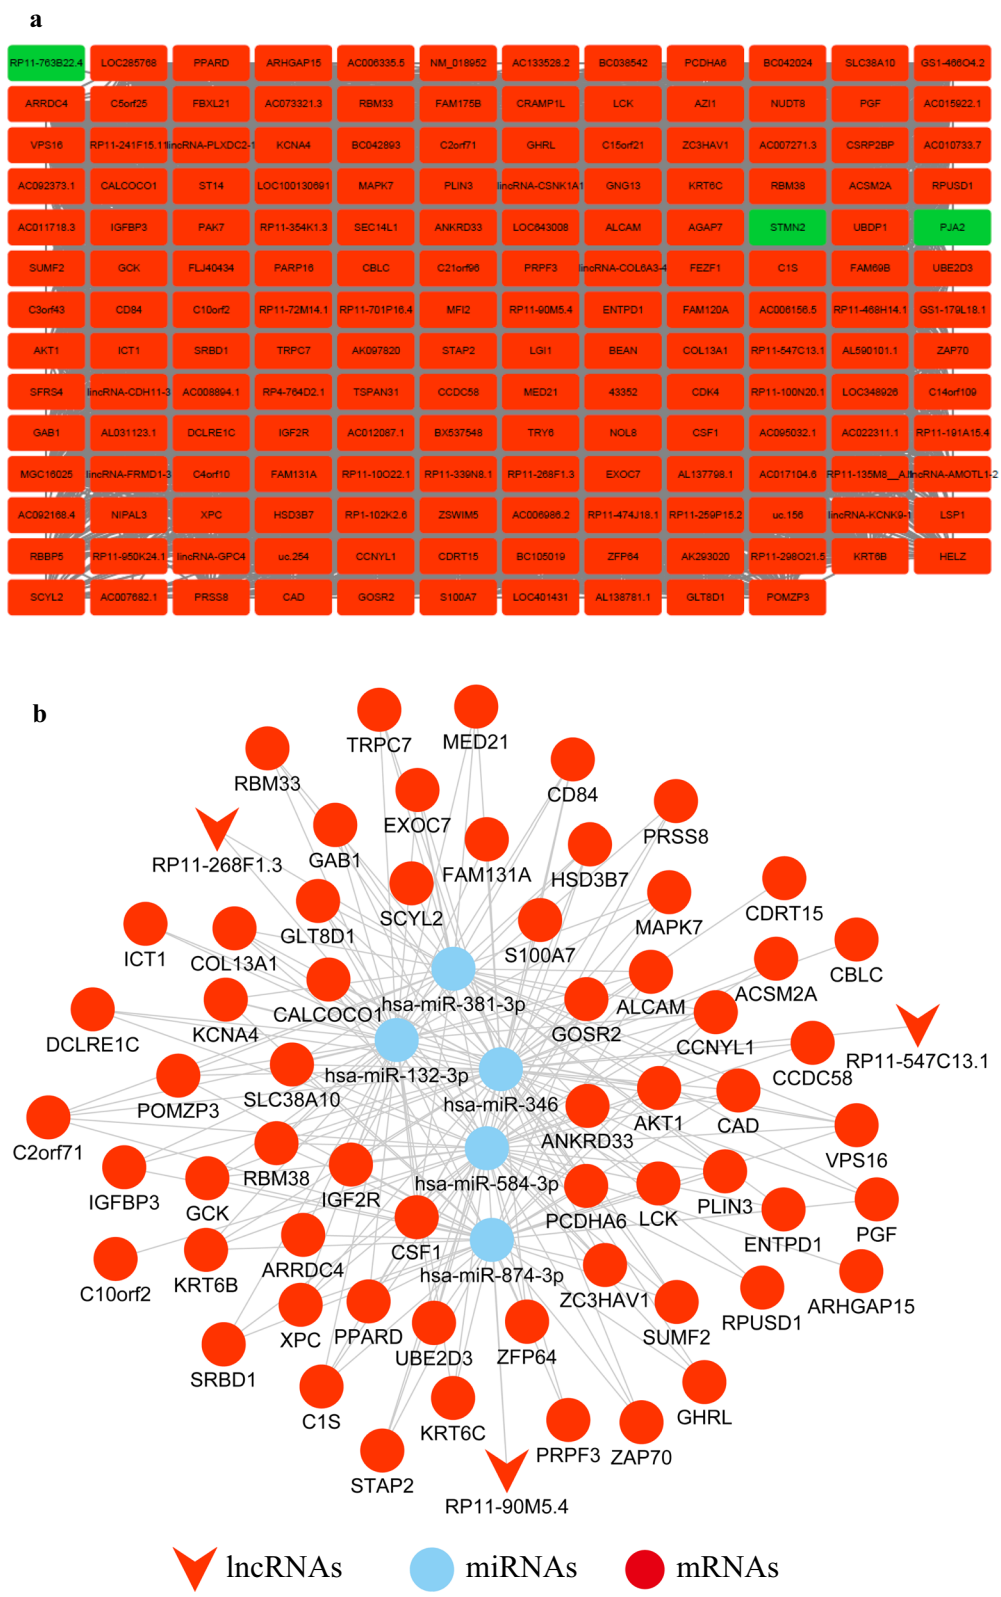 a
RP11-763B22.4 LOC285768 PPARD ARHGAP15 AC006335.5 NM_018952 AC133528.2 BC038542 PCDHA6 BC042024 SLC38A10 GS1-466O4.2
ARRDC4 C5orf25 FBXL21 AC073321.3 RBM33 FAM175B CRAMP1L LCK AZI1 NUDT8 PGF AC015922.1
VPS16 RP11-241F15.1 lincRNA-PLXDC2-1 KCNA4 BC042893 C2orf71 GHRL C15orf21 ZC3HAV1 AC007271.3 CSRP2BP AC010733.7
AC092373.1 CALCOCO1 ST14 LOC100130691 MAPK7 PLIN3 lincRNA-CSNK1A1 GNG13 KRT6C RBM38 ACSM2A RPUSD1
AC011718.3 IGFBP3 PAK7 RP11-354K1.3 SEC14L1 ANKRD33 LOC643008 ALCAM AGAP7 STMN2 UBDP1 PJA2
SUMF2 GCK FLJ40434 PARP16 CBLC C21orf96 PRPF3 lincRNA-COL6A3-4 FEZF1 C1S FAM69B UBE2D3
C3orf43 CD84 C10orf2 RP11-72M14.1 RP11-701P16.4 MFI2 RP11-90M5.4 ENTPD1 FAM120A AC006156.5 RP11-468H14.1 GS1-179L18.1
AKT1 ICT1 SRBD1 TRPC7 AK097820 STAP2 LGI1 BEAN COL13A1 RP11-547C13.1 AL590101.1 ZAP70
SFRS4 lincRNA-CDH11-3 AC008894.1 RP4-764D2.1 TSPAN31 CCDC58 MED21 43352 CDK4 RP11-100N20.1 LOC348926 C14orf109
GAB1 AL031123.1 DCLRE1C IGF2R AC012087.1 BX537548 TRY6 NOL8 CSF1 AC095032.1 AC022311.1 RP11-191A15.4
MGC16025 lincRNA-FRMD1-3 C4orf10 FAM131A RP11-10O22.1 RP11-339N8.1 RP11-268F1.3 EXOC7 AL137798.1 AC017104.6 RP11-135M8__A. lincRNA-AMOTL1-2
AC092168.4 NIPAL3 XPC HSD3B7 RP1-102K2.6 ZSWIM5 AC006986.2 RP11-474J18.1 RP11-259P15.2 uc.156 lincRNA-KCNK9-1 LSP1
RBBP5 RP11-950K24.1 lincRNA-GPC4 uc.254 CCNYL1 CDRT15 BC105019 ZFP64 AK293020 RP11-298O21.5 KRT6B HELZ
SCYL2 AC007682.1 PRSS8 CAD GOSR2 S100A7 LOC401431 AL138781.1 GLT8D1 POMZP3
b
TRPC7
MED21
RBM33
CD84
EXOC7
PRSS8
RP11-268F1.3
GAB1
FAM131A
HSD3B7
SCYL2
CDRT15
MAPK7
GLT8D1
S100A7
ICT1
COL13A1
CBLC
ACSM2A
hsa-miR-381-3p
ALCAM
CALCOCO1
KCNA4
GOSR2
DCLRE1C
CCNYL1
RP11-547C13.1
hsa-miR-132-3p
CCDC58
SLC38A10
POMZP3
hsa-miR-346
AKT1
CAD
ANKRD33
C2orf71
VPS16
RBM38
hsa-miR-584-3p
IGFBP3
IGF2R
PLIN3
GCK
PCDHA6
LCK
PGF
ENTPD1
CSF1
ARRDC4
hsa-miR-874-3p
KRT6B
C10orf2
ZC3HAV1
ARHGAP15
RPUSD1
XPC
PPARD
SUMF2
UBE2D3
ZFP64
SRBD1
GHRL
C1S
KRT6C
PRPF3
ZAP70
STAP2
RP11-90M5.4
lncRNAs
miRNAs
mRNAs